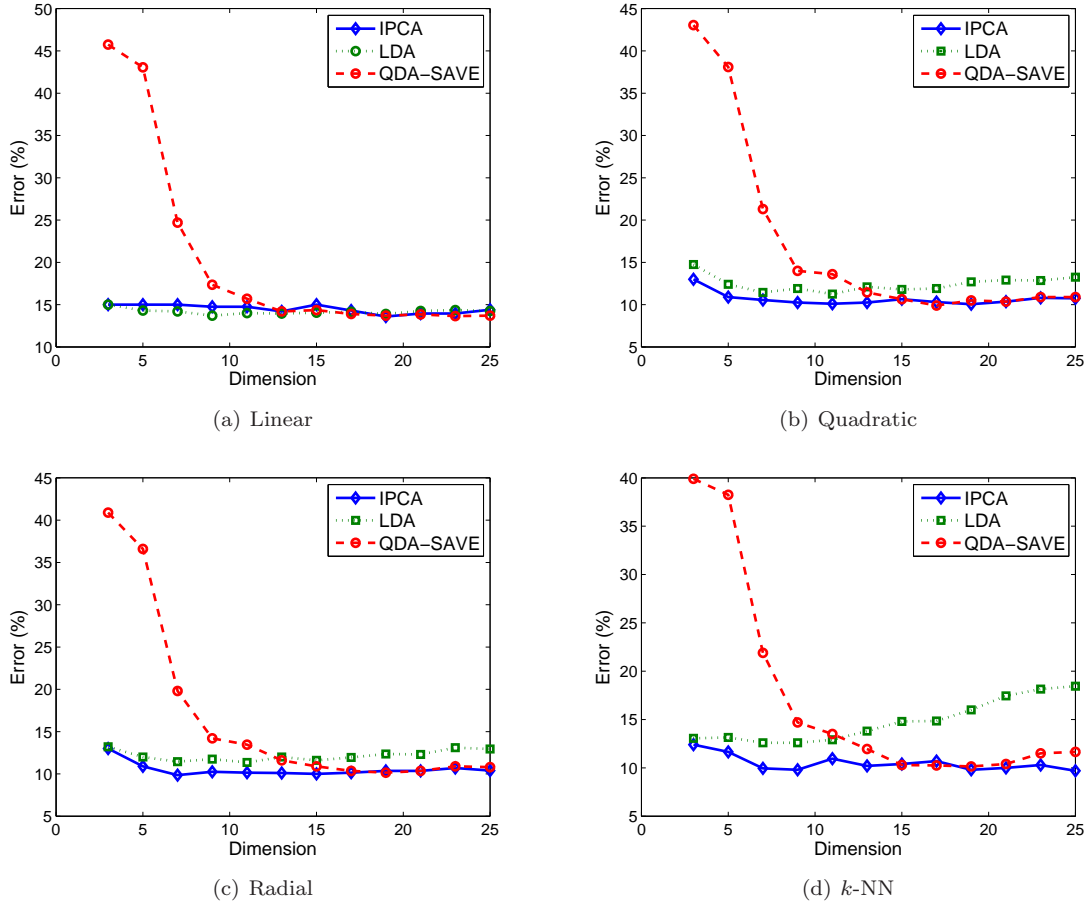 50
45
40
35
30
25
20
15
10
Error (%)
0 5 10 15 20 25
Dimension
IPCA
LDA
QDA−SAVE
(a) Linear
45
40
35
30
25
20
15
10
5
Error (%)
0 5 10 15 20 25
Dimension
IPCA
LDA
QDA−SAVE
(b) Quadratic
45
40
35
30
25
20
15
10
5
Error (%)
0 5 10 15 20 25
Dimension
IPCA
LDA
QDA−SAVE
(c) Radial
40
35
30
25
20
15
10
5
Error (%)
0 5 10 15 20 25
Dimension
IPCA
LDA
QDA−SAVE
(d) k-NN